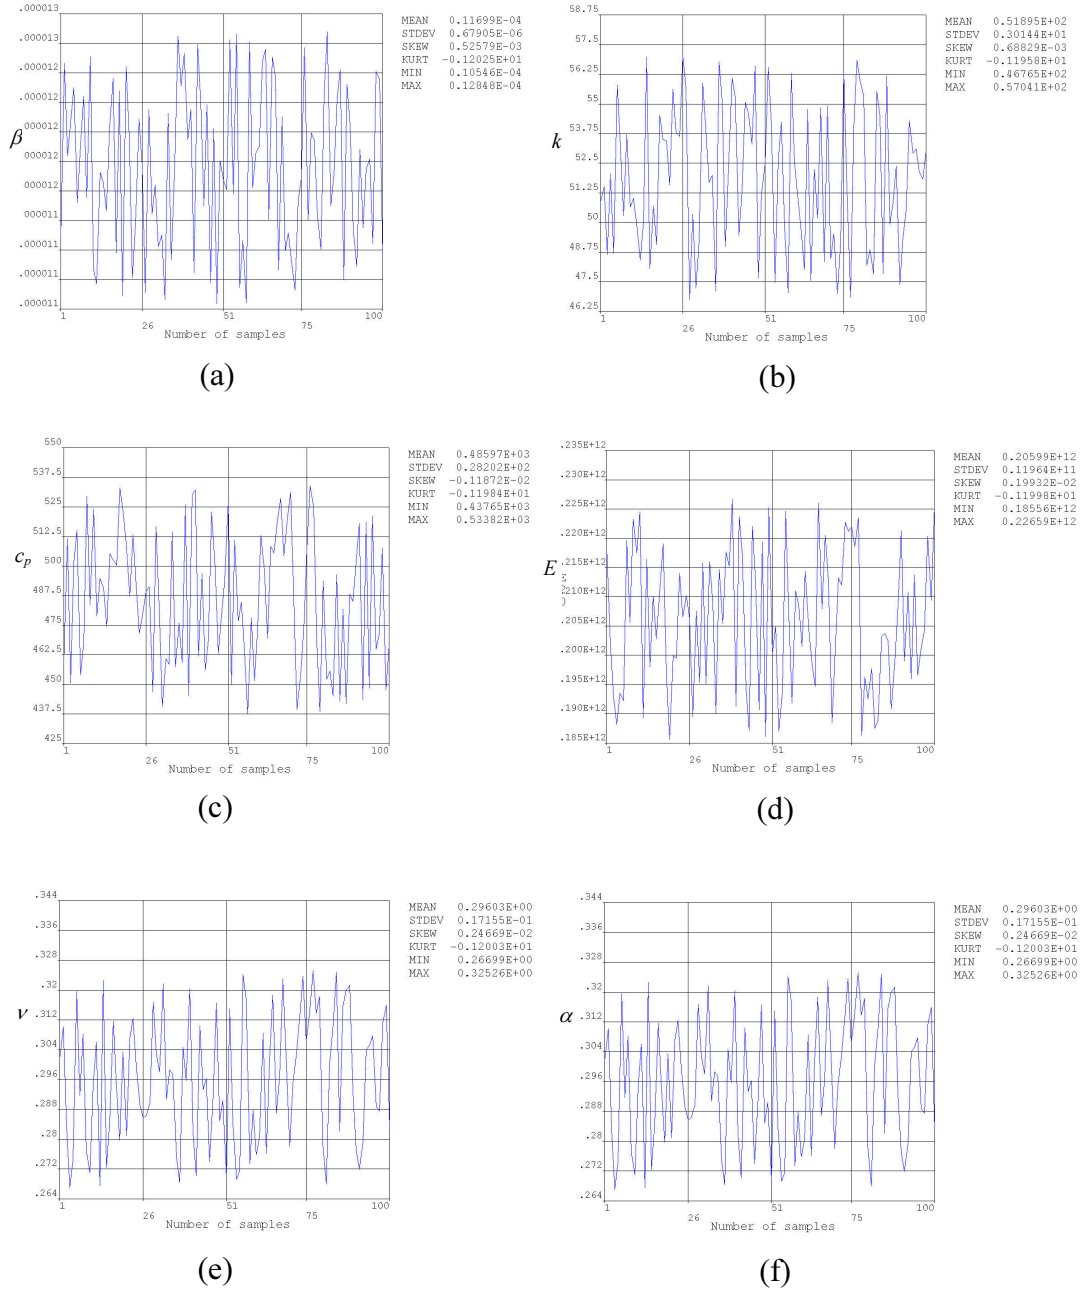 .000013
.000013
.000012
.000012
.000012
.000012
.000012
.000011
.000011
.000011
.000011
β
1
26
51
75
100
Number of samples
MEAN 0.11699E-04
STDEV 0.67905E-06
SKEW 0.52579E-03
KURT -0.12025E+01
MIN 0.10546E-04
MAX 0.12848E-04
(a)
58.75
57.5
56.25
55
53.75
52.5
51.25
50
48.75
47.5
46.25
k
1
26
51
75
100
Number of samples
MEAN 0.51895E+02
STDEV 0.30144E+01
SKEW 0.68829E-03
KURT -0.11958E+01
MIN 0.46765E+02
MAX 0.57041E+02
(b)
550
537.5
525
512.5
500
487.5
475
462.5
450
437.5
425
c_p
1
26
51
75
100
Number of samples
MEAN 0.48597E+03
STDEV 0.28202E+02
SKEW -0.11872E-02
KURT -0.11984E+01
MIN 0.43765E+03
MAX 0.53382E+03
(c)
.235E+12
.230E+12
.225E+12
.220E+12
.215E+12
.210E+12
.205E+12
.200E+12
.195E+12
.190E+12
.185E+12
E
1
26
51
75
100
Number of samples
MEAN 0.20599E+12
STDEV 0.11964E+11
SKEW 0.19932E-02
KURT -0.11998E+01
MIN 0.18556E+12
MAX 0.22659E+12
(d)
.344
.336
.328
.32
.312
.304
.296
.288
.28
.272
.264
ν
1
26
51
75
100
Number of samples
MEAN 0.29603E+00
STDEV 0.17155E-01
SKEW 0.24669E-02
KURT -0.12003E+01
MIN 0.26699E+00
MAX 0.32526E+00
(e)
.344
.336
.328
.32
.312
.304
.296
.288
.28
.272
.264
α
1
26
51
75
100
Number of samples
MEAN 0.29603E+00
STDEV 0.17155E-01
SKEW 0.24669E-02
KURT -0.12003E+01
MIN 0.26699E+00
MAX 0.32526E+00
(f)